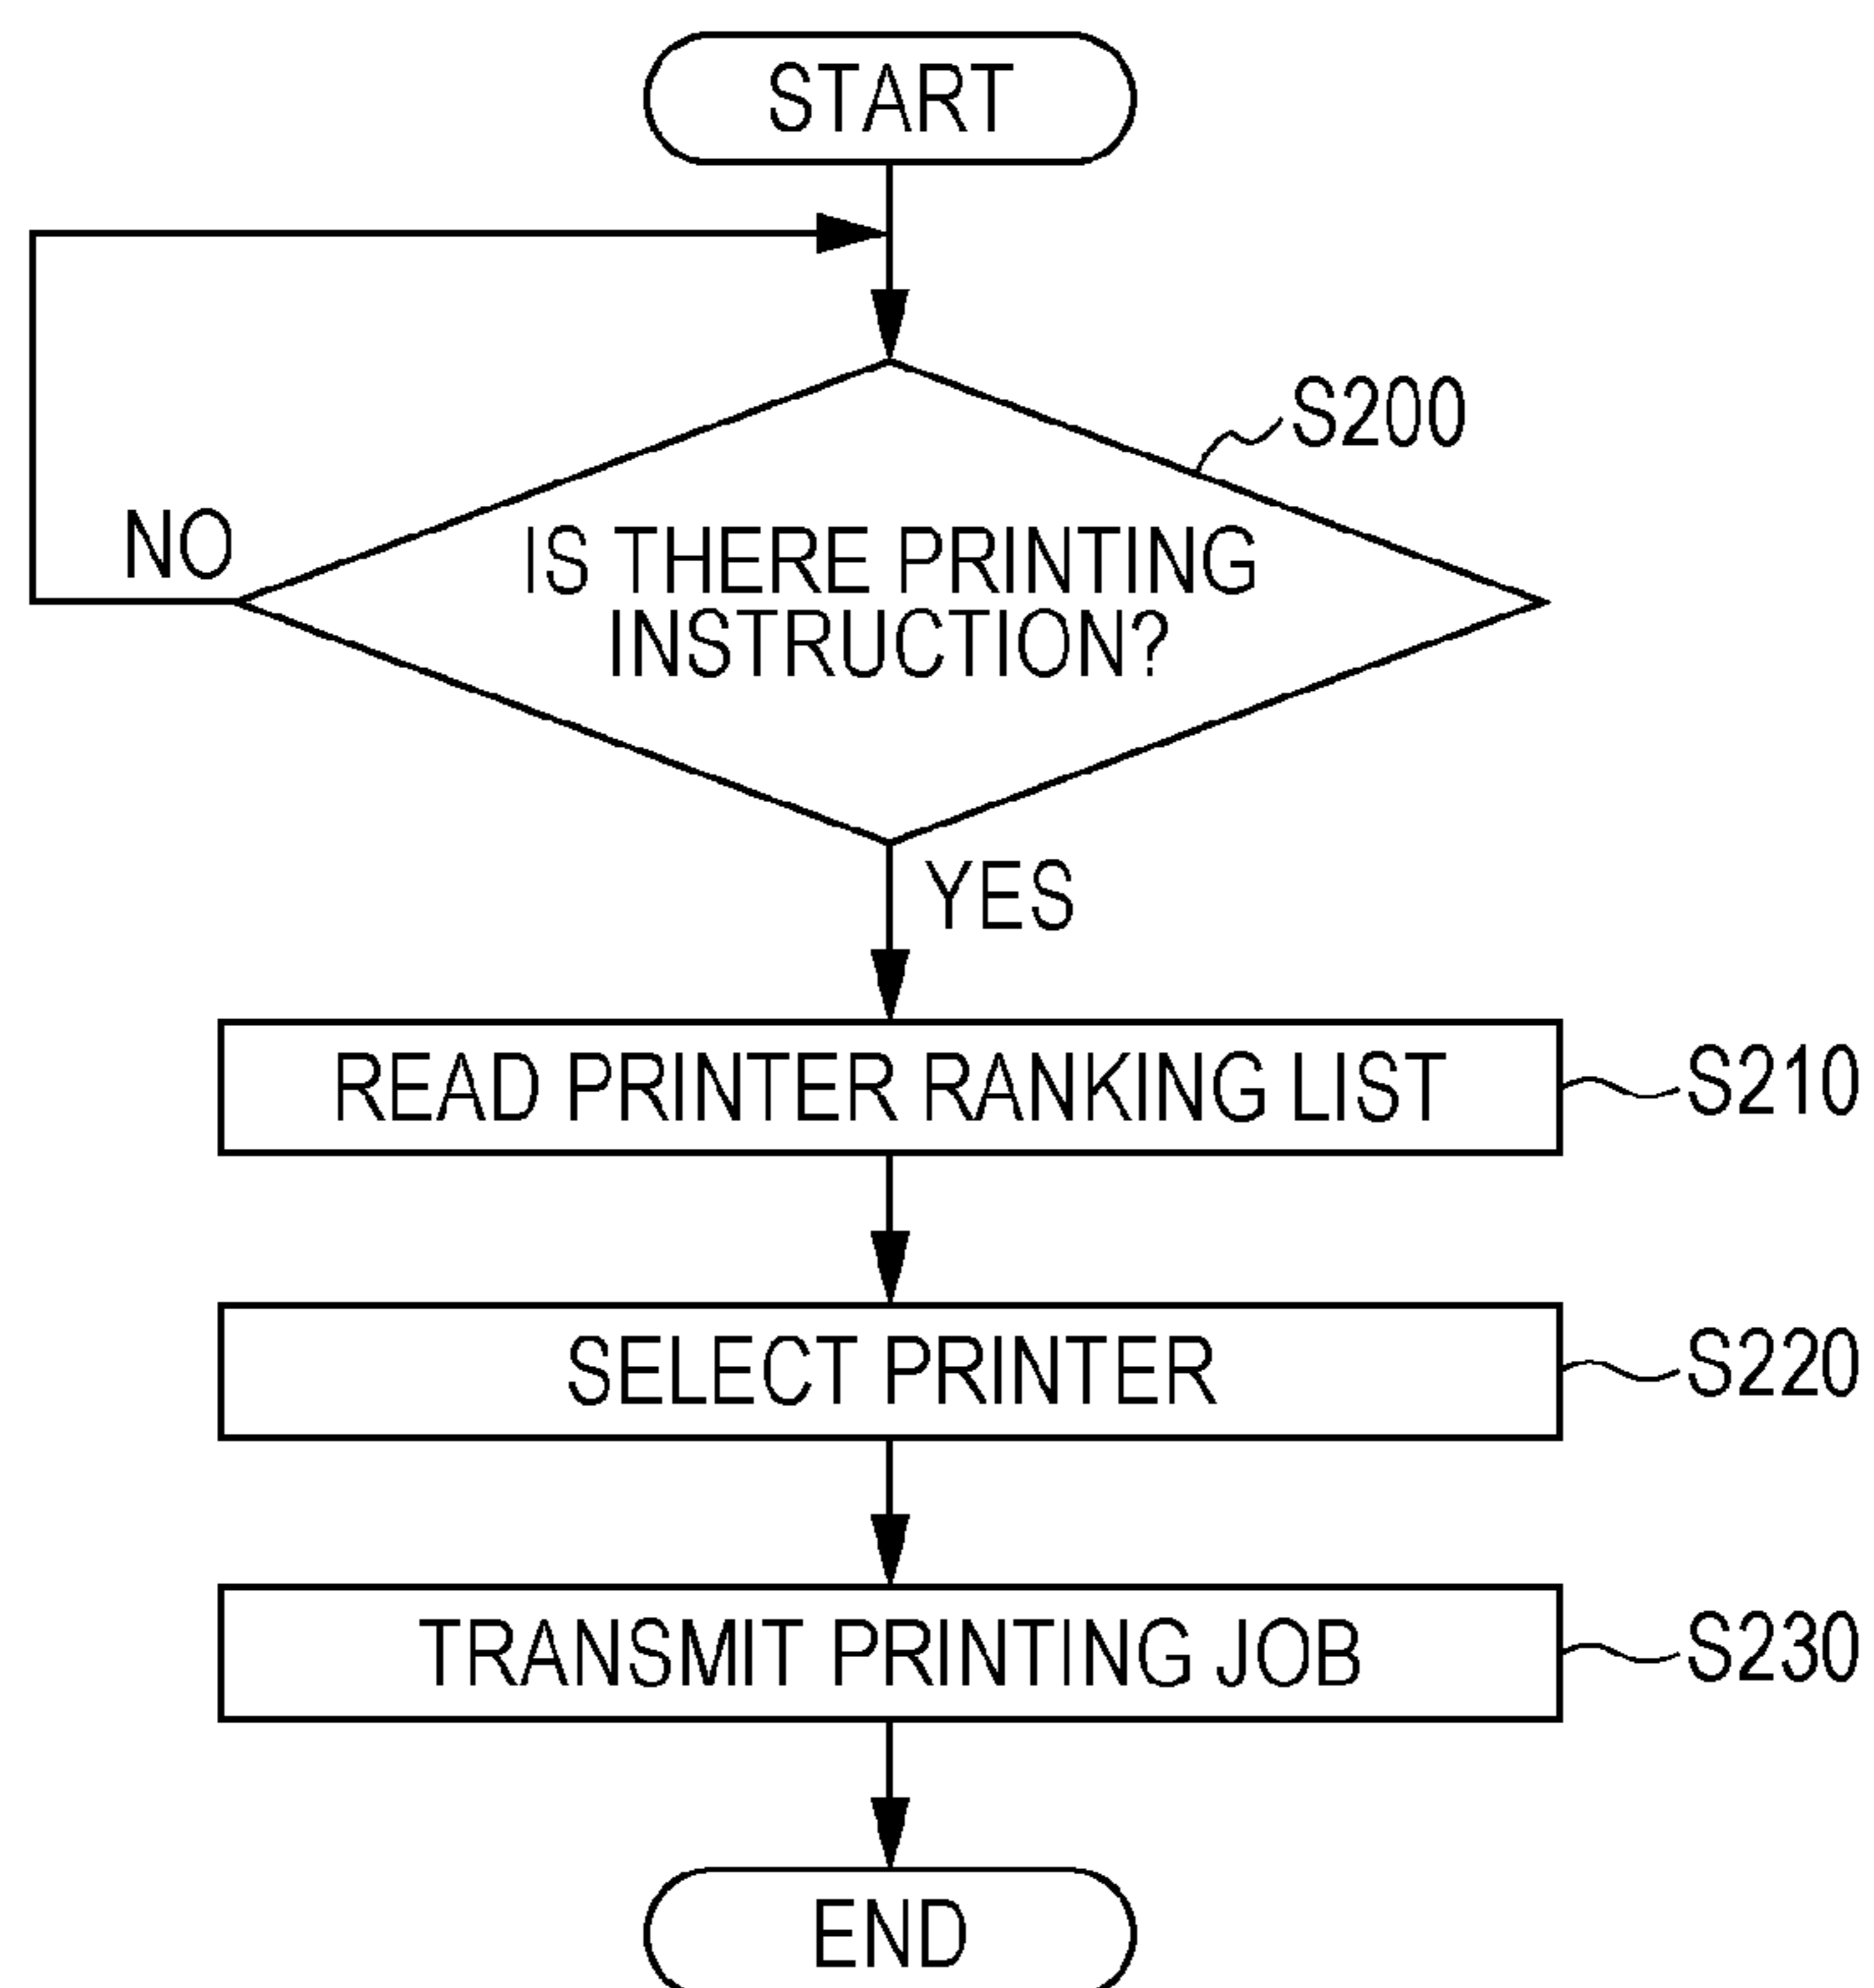 START
S200
NO
IS THERE PRINTING
INSTRUCTION?
YES
READ PRINTER RANKING LIST
S210
SELECT PRINTER
S220
TRANSMIT PRINTING JOB
S230
END